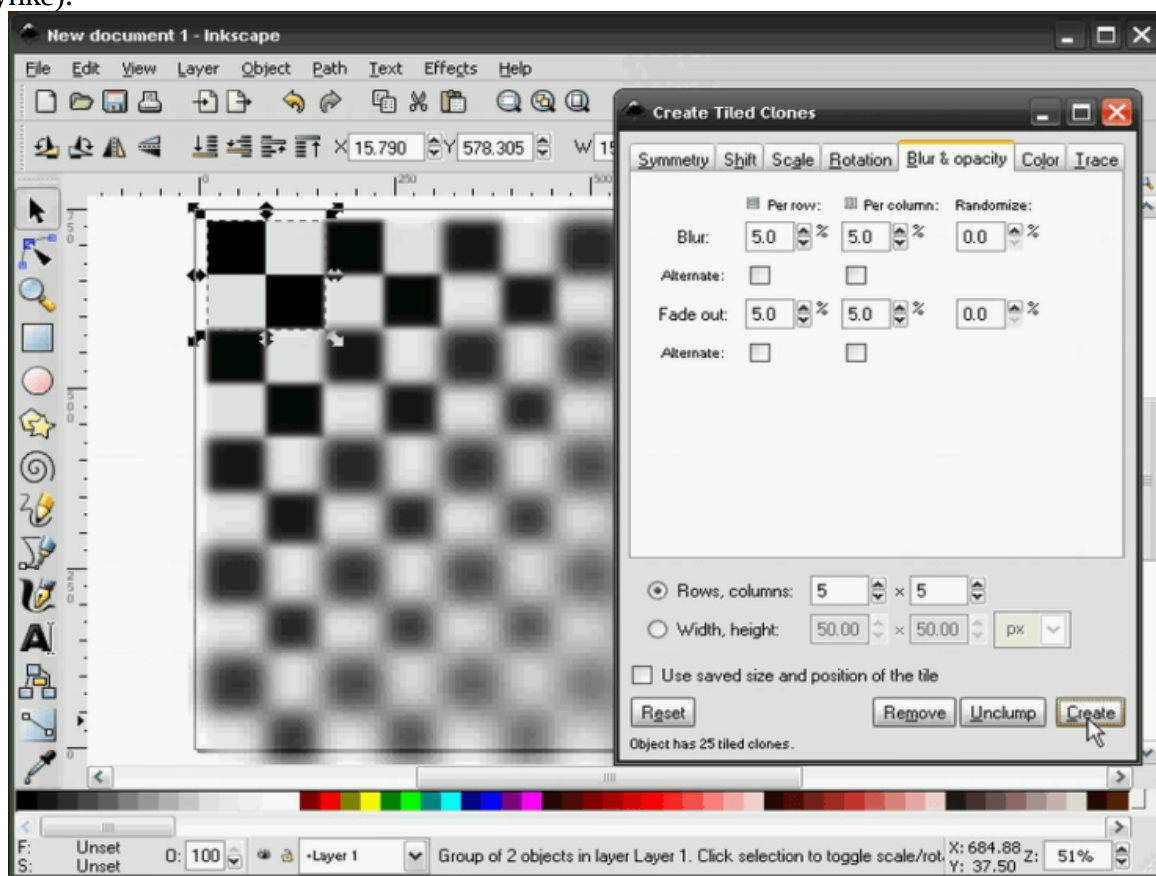 New document 1 - Inkscape
File Edit View Layer Object Path Text Effects Help
X 15.790 Y 578.305 W
Create Tiled Clones
Symmetry Shift Scale Rotation Blur & opacity Color Trace
Per row: Per column: Randomize:
Blur: 5.0 % 5.0 % 0.0 %
Alternate:
Fade out: 5.0 % 5.0 % 0.0 %
Alternate:
Rows, columns: 5 × 5
Width, height: 50.00 × 50.00 px
Use saved size and position of the tile
Reset Remove Unclump Create
Object has 25 tiled clones.
F: Unset
S: Unset
O: 100 •Layer 1 Group of 2 objects in layer Layer 1. Click selection to toggle scale/rot.
X: 684.88
Y: 37.50
Z: 51%